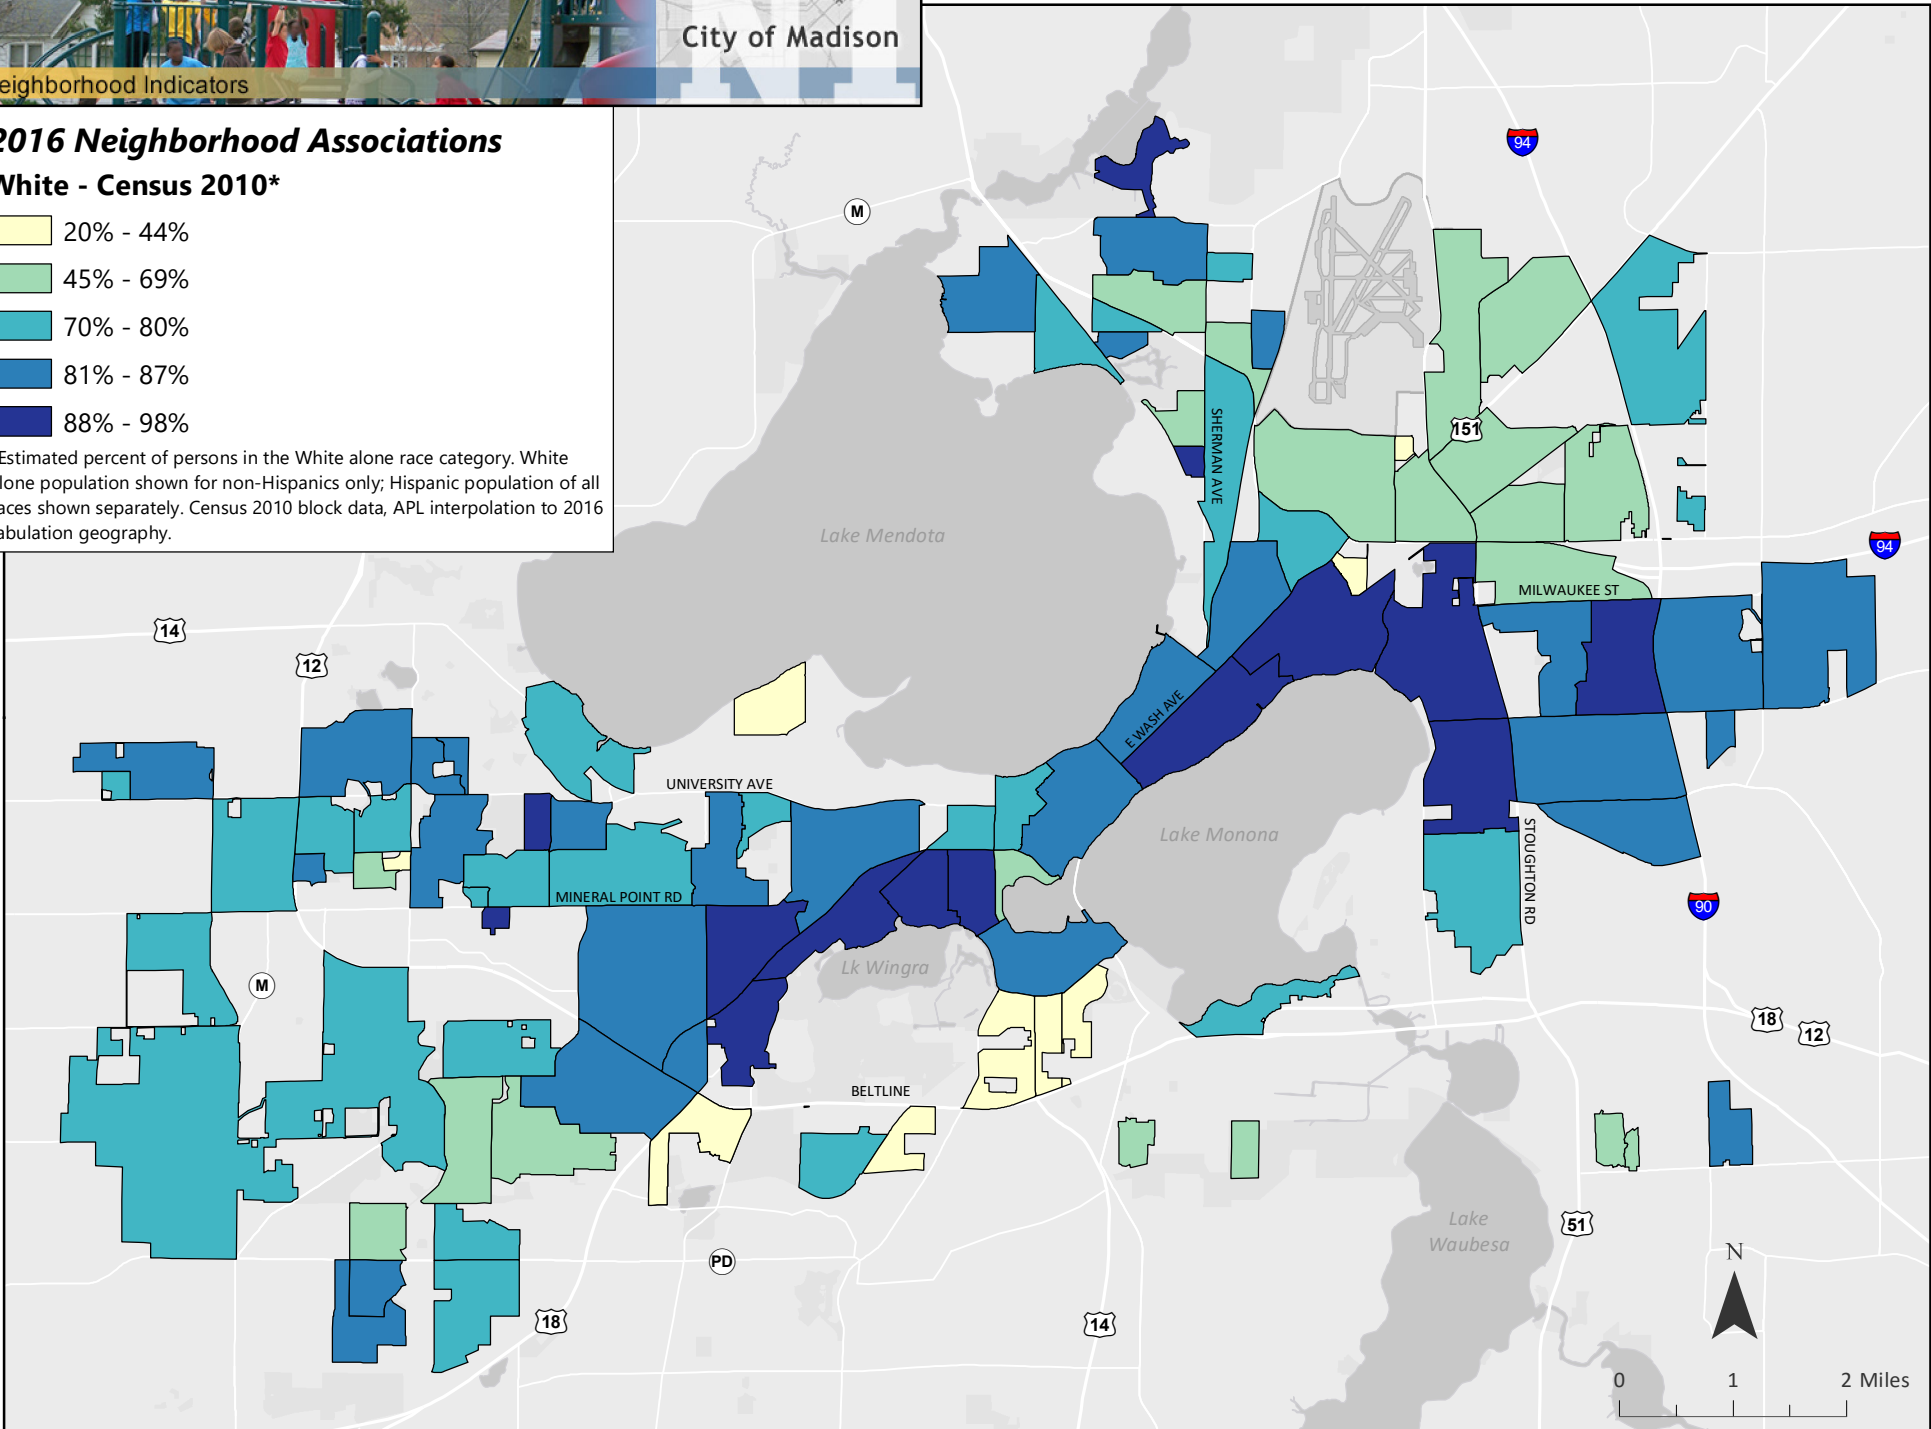 City of Madison
eighborhood Indicators
2016 Neighborhood Associations
White - Census 2010*
20% - 44%
45% - 69%
70% - 80%
81% - 87%
88% - 98%
Estimated percent of persons in the White alone race category. White
lone population shown for non-Hispanics only; Hispanic population of all
aces shown separately. Census 2010 block data, APL interpolation to 2016
abulation geography.
94
M
151
SHERMAN AVE
Lake Mendota
94
MILWAUKEE ST
14
12
E WASH AVE
UNIVERSITY AVE
Lake Monona
STOUGHTON RD
MINERAL POINT RD
90
Lk Wingra
M
18
12
BELTLINE
Lake
Waubesa
51
N
PD
18
14
0 1 2 Miles